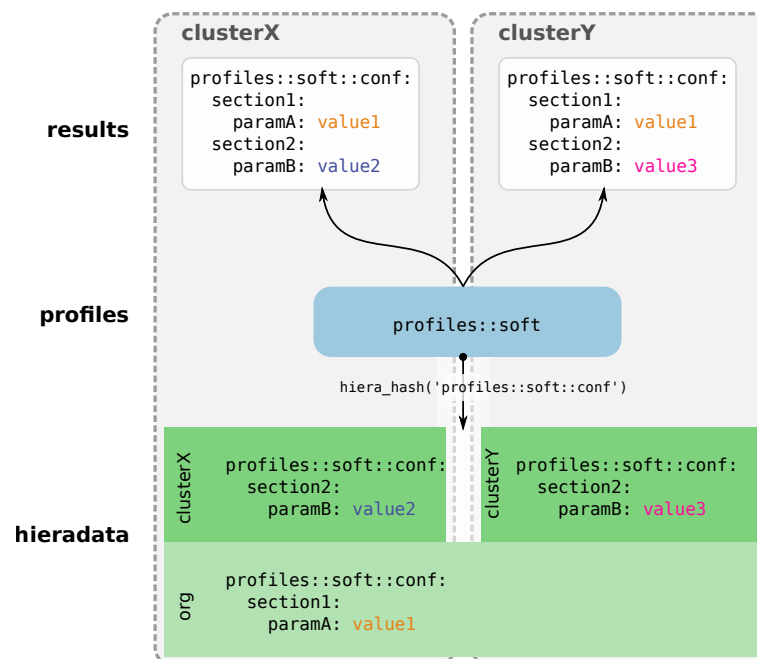 clusterX
clusterY
results
profiles::soft::conf:
  section1:
    paramA: value1
  section2:
    paramB: value2
profiles::soft::conf:
  section1:
    paramA: value1
  section2:
    paramB: value3
profiles
profiles::soft
hiera_hash('profiles::soft::conf')
hieradata
clusterX
profiles::soft::conf:
  section2:
    paramB: value2
clusterY
profiles::soft::conf:
  section2:
    paramB: value3
org
profiles::soft::conf:
  section1:
    paramA: value1